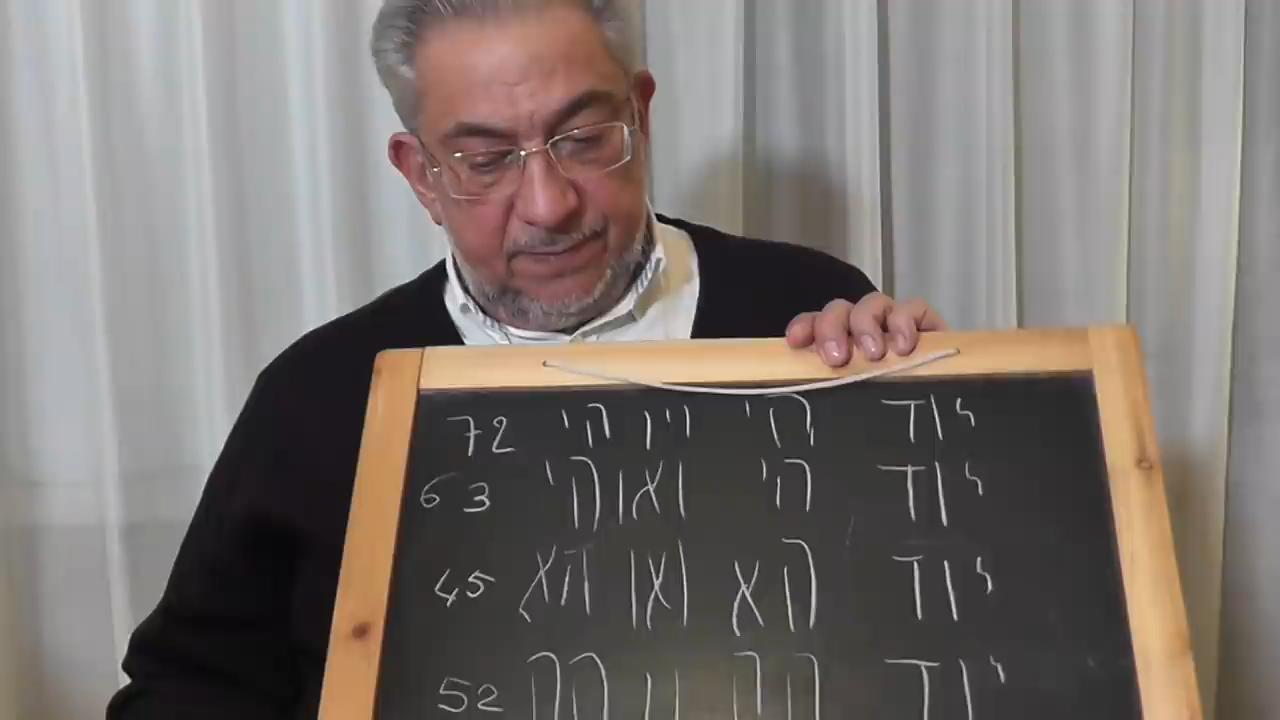 יוד הי ויו הי 72
יוד הי ואו הי 63
יוד הא ואו הא 45
יוד הה וו הה 52